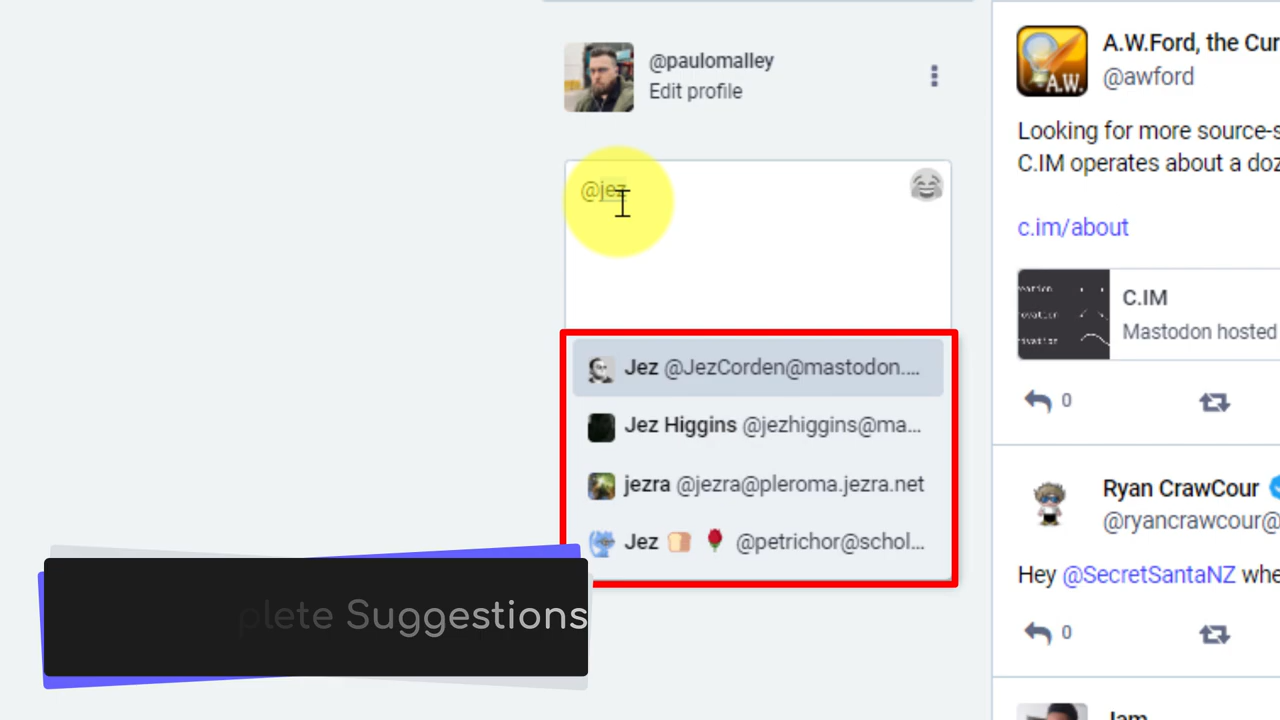 @paulomalley
Edit profile
@jez
Jez @JezCorden@mastodon....
Jez Higgins @jezhiggins@ma...
jezra @jezra@pleroma.jezra.net
Jez @petrichor@schol...
plete Suggestions
A.W.Ford, the Cur
@awford
A.W.
Looking for more source-s
C.IM operates about a doz
c.im/about
C.IM
Mastodon hosted
0
Ryan CrawCour
@ryancrawcour@
Hey @SecretSantaNZ whe
0